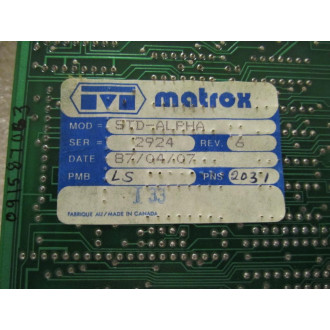 matrox
MOD = STD-ALPHA
SER = 2924 REV. 6
DATE 87/04/07
PMB LS PNS 2031
I 33
FABRIQUE AU/MADE IN CANADA